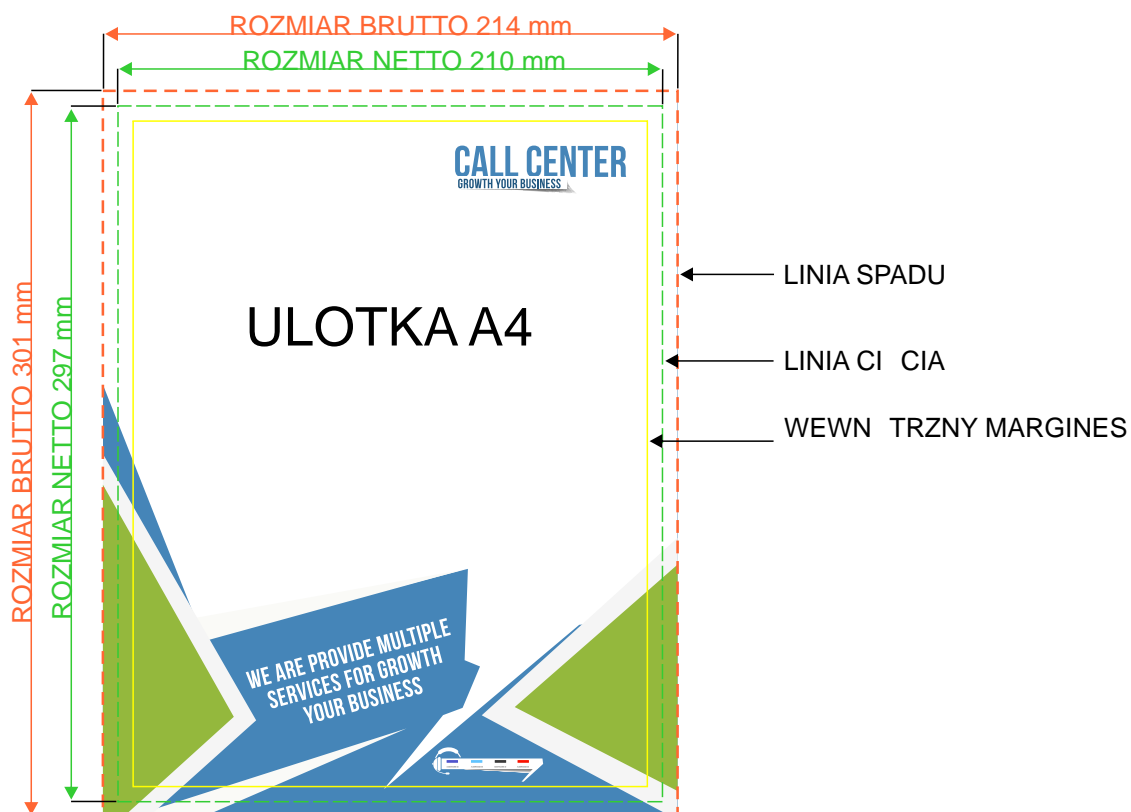 ROZMIAR BRUTTO 214 mm
ROZMIAR NETTO 210 mm
CALL CENTER
GROWTH YOUR BUSINESS
LINIA SPADU
ULOTKA A4
LINIA CI CIA
WEWN TRZNY MARGINES
ROZMIAR BRUTTO 301 mm
ROZMIAR NETTO 297 mm
WE ARE PROVIDE MULTIPLE
SERVICES FOR GROWTH
YOUR BUSINESS